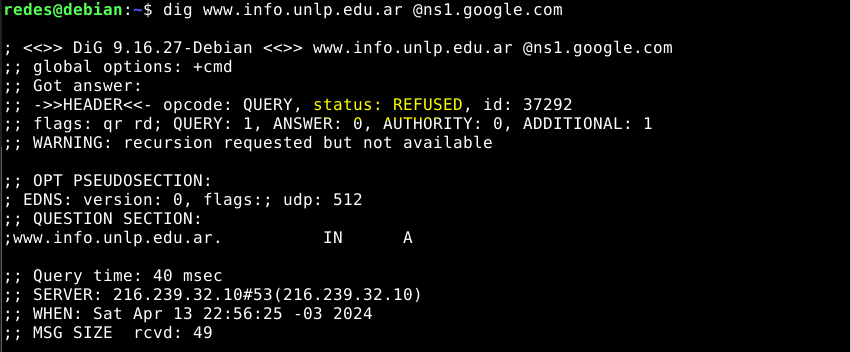 redes@debian:~$ dig www.info.unlp.edu.ar @ns1.google.com
; <<>> DiG 9.16.27-Debian <<>> www.info.unlp.edu.ar @ns1.google.com
;; global options: +cmd
;; Got answer:
;; ->>HEADER<<- opcode: QUERY, status: REFUSED, id: 37292
;; flags: qr rd; QUERY: 1, ANSWER: 0, AUTHORITY: 0, ADDITIONAL: 1
;; WARNING: recursion requested but not available
;; OPT PSEUDOSECTION:
; EDNS: version: 0, flags:; udp: 512
;; QUESTION SECTION:
;www.info.unlp.edu.ar. IN A
;; Query time: 40 msec
;; SERVER: 216.239.32.10#53(216.239.32.10)
;; WHEN: Sat Apr 13 22:56:25 -03 2024
;; MSG SIZE rcvd: 49